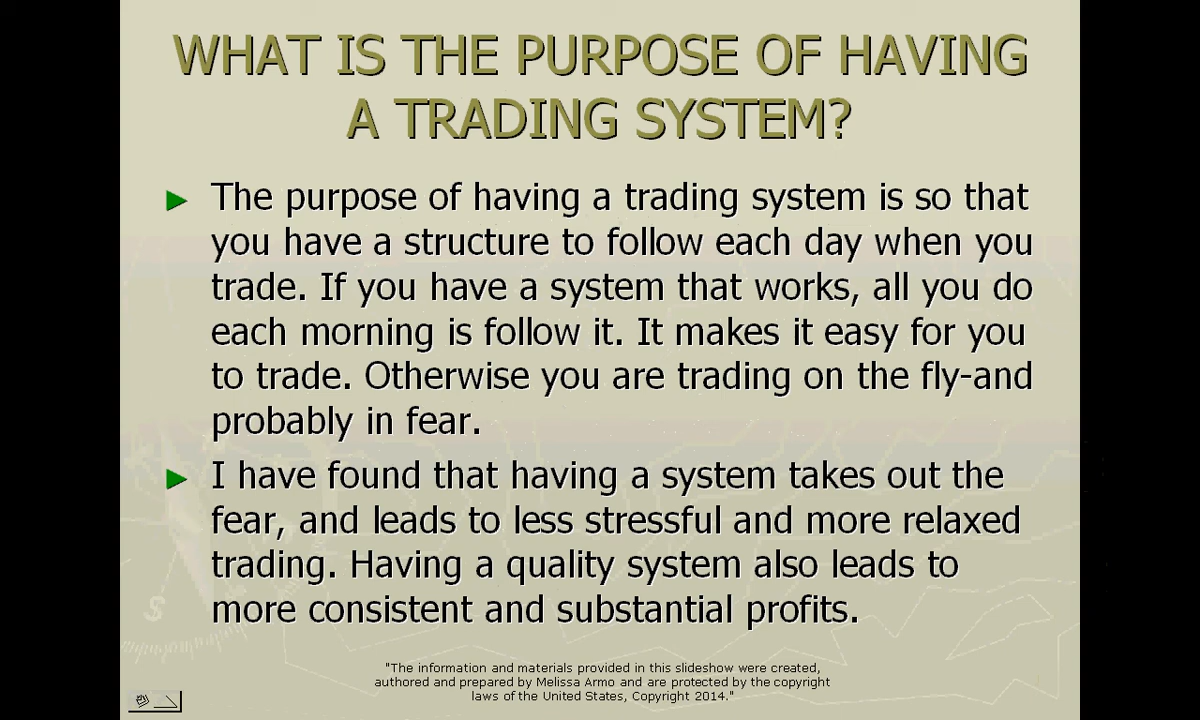 WHAT IS THE PURPOSE OF HAVING
A TRADING SYSTEM?
► The purpose of having a trading system is so that
you have a structure to follow each day when you
trade. If you have a system that works, all you do
each morning is follow it. It makes it easy for you
to trade. Otherwise you are trading on the fly-and
probably in fear.
► I have found that having a system takes out the
fear, and leads to less stressful and more relaxed
trading. Having a quality system also leads to
more consistent and substantial profits.
S
"The information and materials provided in this slideshow were created,
authored and prepared by Melissa Armo and are protected by the copyright
laws of the United States, Copyright 2014."